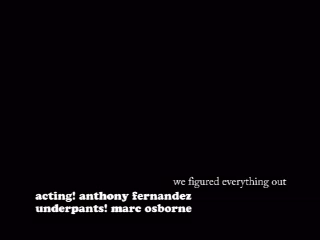 we figured everything out
acting! anthony fernandez
underpants! marc osborne